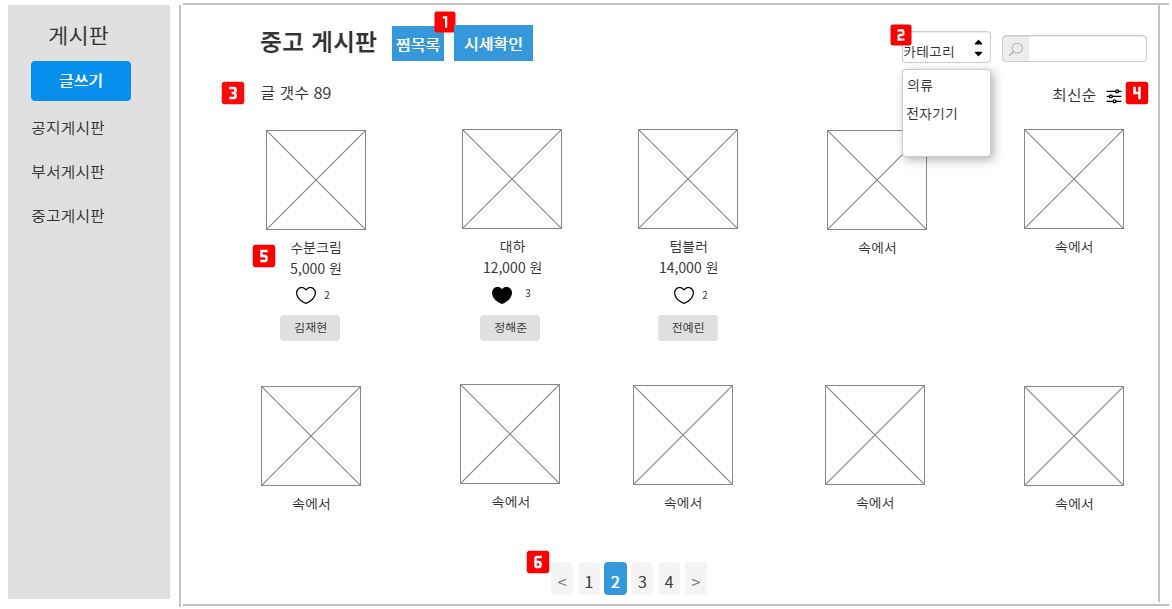 게시판
글쓰기
공지게시판
부서게시판
중고게시판
중고 게시판
찜목록
1
시세확인
2
카테고리
의류
전자기기
3
글 갯수 89
최신순
4
5
수분크림
5,000 원
2
김재현
대하
12,000 원
3
정해준
텀블러
14,000 원
2
전예린
속에서
속에서
속에서
속에서
속에서
속에서
속에서
6
< 1 2 3 4 >